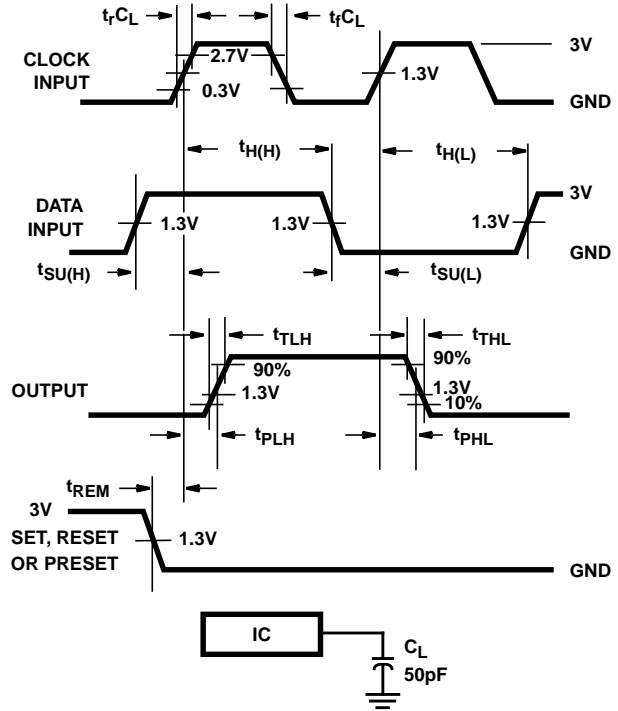 trCL
tfCL
CLOCK
INPUT
2.7V
0.3V
1.3V
3V
GND
tH(H)
tH(L)
DATA
INPUT
1.3V
1.3V
1.3V
3V
GND
tSU(H)
tSU(L)
tTLH
tTHL
OUTPUT
90%
1.3V
90%
1.3V
10%
tPLH
tPHL
tREM
3V
SET, RESET
OR PRESET
1.3V
GND
IC
CL
50pF